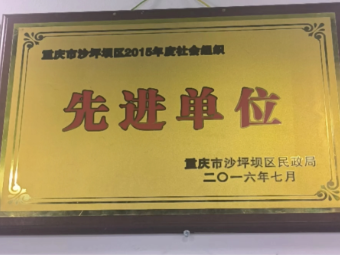 重庆市沙坪坝区2015年度社会组织
先进单位
重庆市沙坪坝区民政局
二〇一六年七月